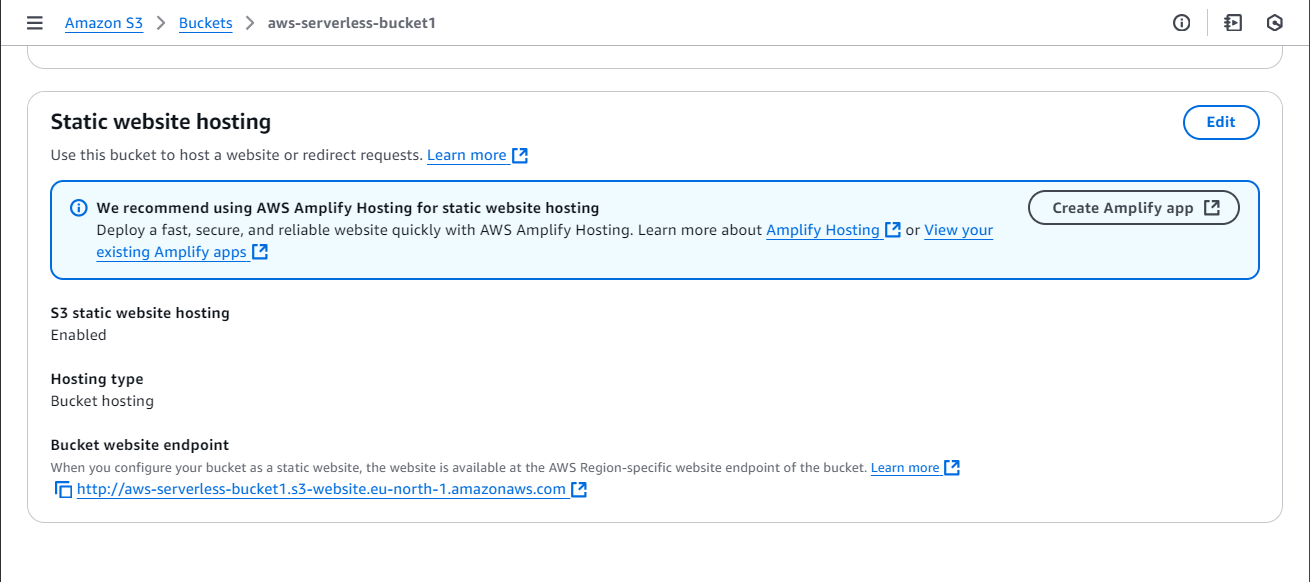 Amazon S3 > Buckets > aws-serverless-bucket1
Static website hosting
Edit
Use this bucket to host a website or redirect requests. Learn more
We recommend using AWS Amplify Hosting for static website hosting
Create Amplify app
Deploy a fast, secure, and reliable website quickly with AWS Amplify Hosting. Learn more about Amplify Hosting or View your
existing Amplify apps
S3 static website hosting
Enabled
Hosting type
Bucket hosting
Bucket website endpoint
When you configure your bucket as a static website, the website is available at the AWS Region-specific website endpoint of the bucket. Learn more
http://aws-serverless-bucket1.s3-website.eu-north-1.amazonaws.com